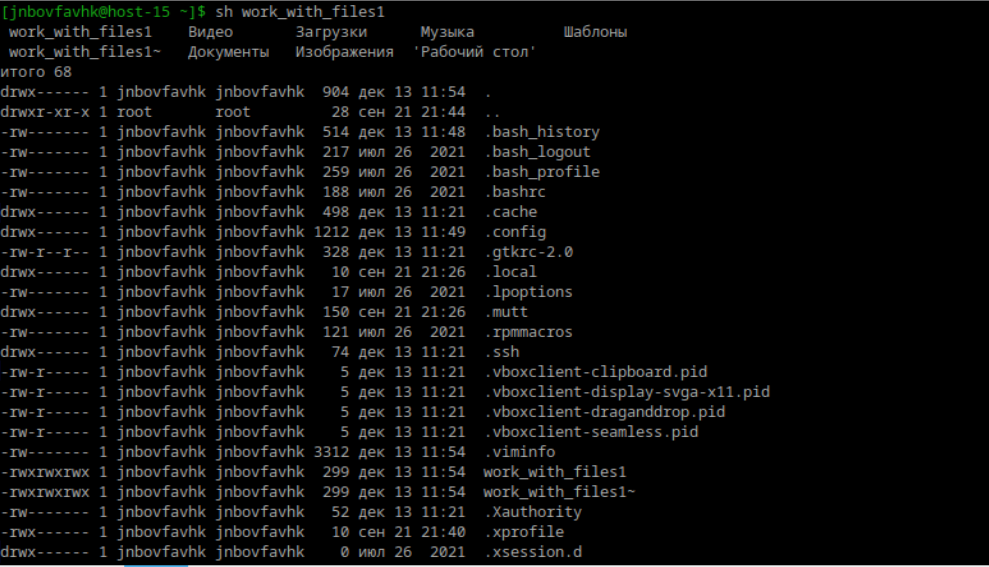 [jnbovfavhk@host-15 ~]$ sh work_with_files1
work_with_files1 Видео Загрузки Музыка Шаблоны
work_with_files1~ Документы Изображения 'Рабочий стол'
итого 68
drwx------ 1 jnbovfavhk jnbovfavhk 904 дек 13 11:54 .
drwxr-xr-x 1 root root 28 сен 21 21:44 ..
-rw------- 1 jnbovfavhk jnbovfavhk 514 дек 13 11:48 .bash_history
-rw------- 1 jnbovfavhk jnbovfavhk 217 июл 26 2021 .bash_logout
-rw------- 1 jnbovfavhk jnbovfavhk 259 июл 26 2021 .bash_profile
-rw------- 1 jnbovfavhk jnbovfavhk 188 июл 26 2021 .bashrc
drwx------ 1 jnbovfavhk jnbovfavhk 498 дек 13 11:21 .cache
drwx------ 1 jnbovfavhk jnbovfavhk 1212 дек 13 11:49 .config
-rw-r--r-- 1 jnbovfavhk jnbovfavhk 328 дек 13 11:21 .gtkrc-2.0
drwx------ 1 jnbovfavhk jnbovfavhk 10 сен 21 21:26 .local
-rw------- 1 jnbovfavhk jnbovfavhk 17 июл 26 2021 .lpoptions
drwx------ 1 jnbovfavhk jnbovfavhk 150 сен 21 21:26 .mutt
-rw------- 1 jnbovfavhk jnbovfavhk 121 июл 26 2021 .rpmmacros
drwx------ 1 jnbovfavhk jnbovfavhk 74 дек 13 11:21 .ssh
-rw-r----- 1 jnbovfavhk jnbovfavhk 5 дек 13 11:21 .vboxclient-clipboard.pid
-rw-r----- 1 jnbovfavhk jnbovfavhk 5 дек 13 11:21 .vboxclient-display-svga-x11.pid
-rw-r----- 1 jnbovfavhk jnbovfavhk 5 дек 13 11:21 .vboxclient-draganddrop.pid
-rw-r----- 1 jnbovfavhk jnbovfavhk 5 дек 13 11:21 .vboxclient-seamless.pid
-rw------- 1 jnbovfavhk jnbovfavhk 3312 дек 13 11:54 .viminfo
-rwxrwxrwx 1 jnbovfavhk jnbovfavhk 299 дек 13 11:54 work_with_files1
-rwxrwxrwx 1 jnbovfavhk jnbovfavhk 299 дек 13 11:54 work_with_files1~
-rw------- 1 jnbovfavhk jnbovfavhk 52 дек 13 11:21 .Xauthority
-rwx------ 1 jnbovfavhk jnbovfavhk 10 сен 21 21:40 .xprofile
drwx------ 1 jnbovfavhk jnbovfavhk 0 июл 26 2021 .xsession.d